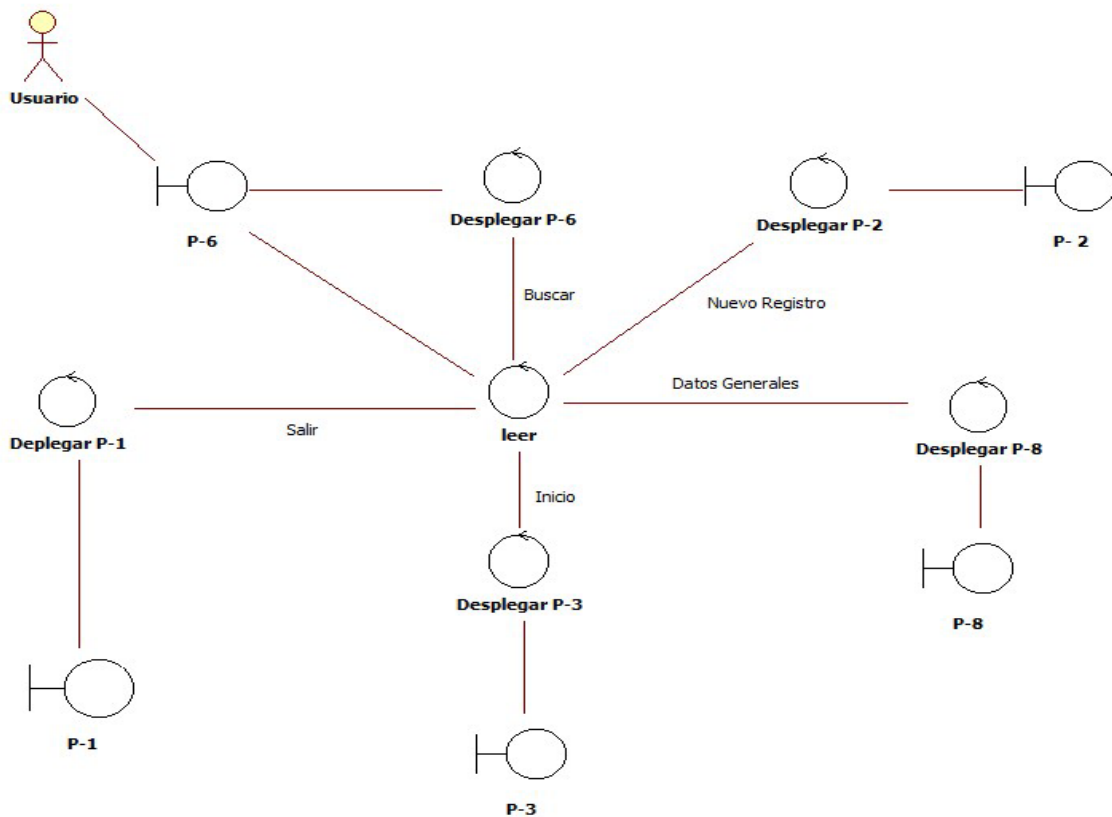 Usuario
P-6
Desplegar P-6
Desplegar P-2
P- 2
Buscar
Nuevo Registro
Deplegar P-1
Salir
leer
Datos Generales
Desplegar P-8
Inicio
Desplegar P-3
P-8
P-1
P-3